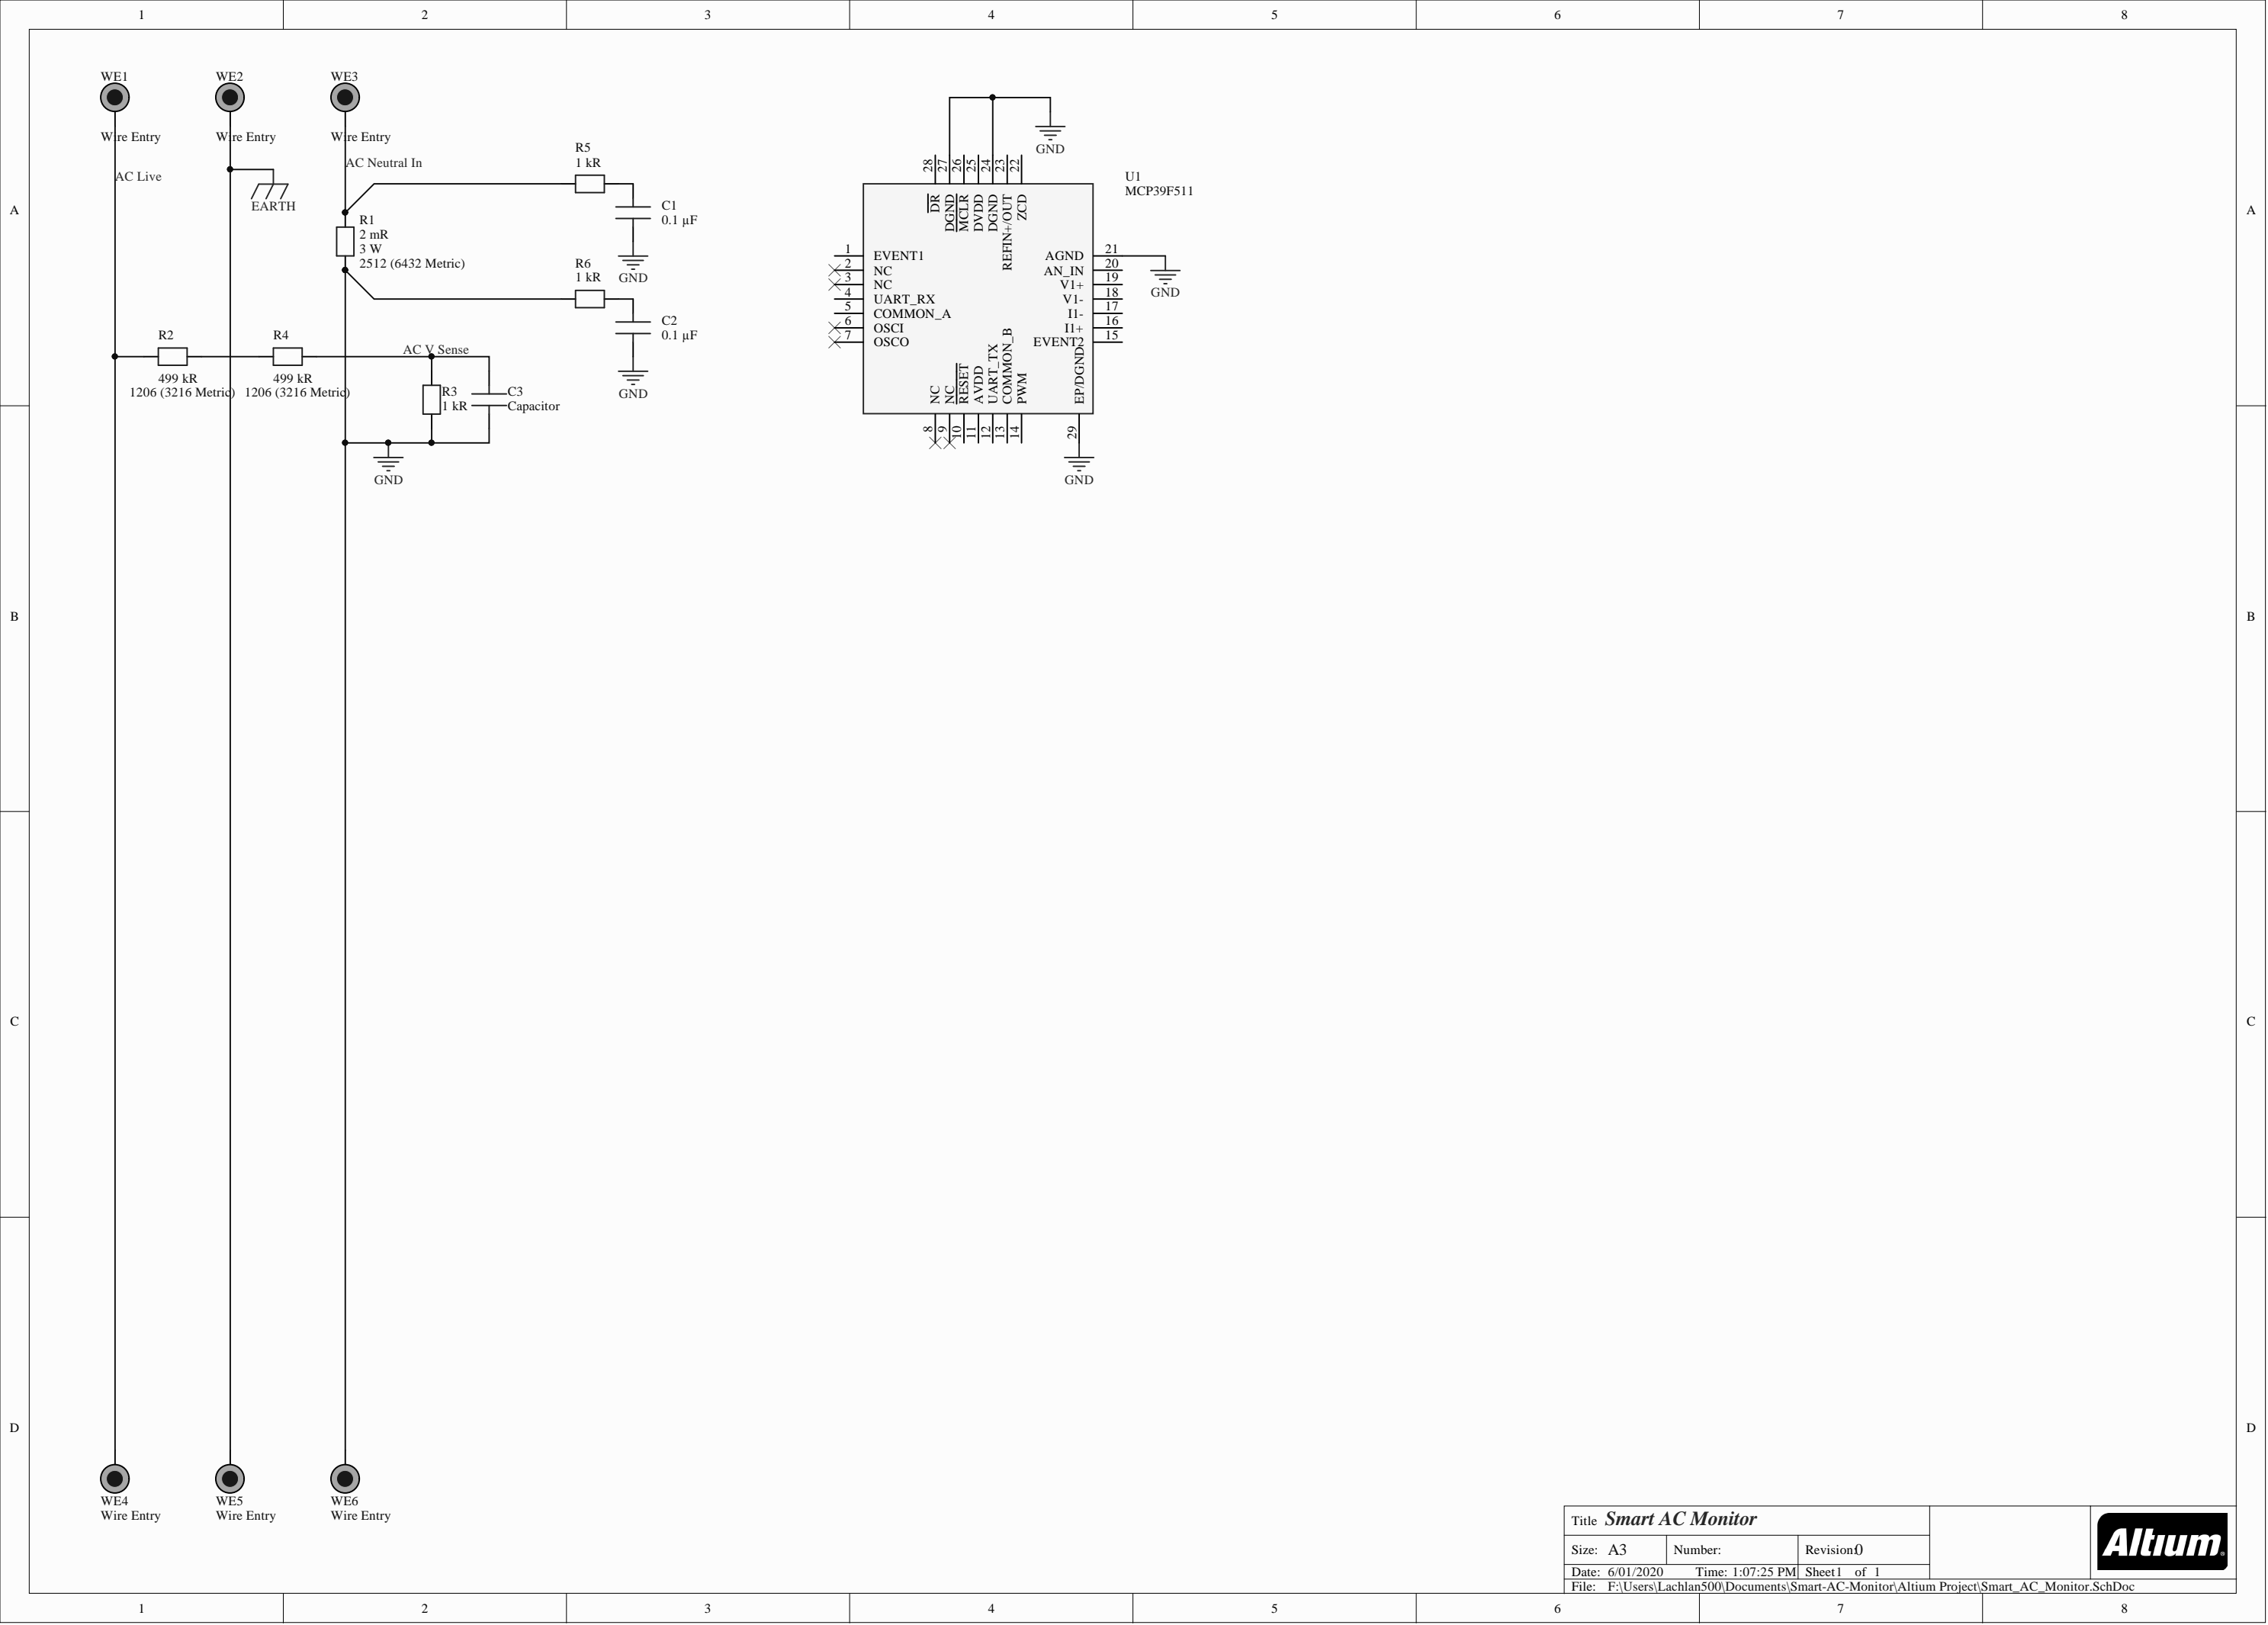 1 2 3 4 5 6 7 8
WE1 WE2 WE3
Wire Entry Wire Entry Wire Entry
AC Live
EARTH
AC Neutral In
R1
2 mR
3 W
2512 (6432 Metric)
R5
1 kR
C1
0.1 µF
GND
R6
1 kR
C2
0.1 µF
GND
R2
499 kR
1206 (3216 Metric)
R4
499 kR
1206 (3216 Metric)
AC V Sense
R3
1 kR
C3
Capacitor
GND
GND
U1
MCP39F511
28 27 26 25 24 23 22
DR DGND MCLR DVDD DGND REFIN+/OUT ZCD
1 EVENT1
2 NC
3 NC
4 UART_RX
5 COMMON_A
6 OSCI
7 OSCO
AGND 21
AN_IN 20
V1+ 19
V1- 18
I1- 17
I1+ 16
EVENT2 15
GND
NC NC RESET AVDD UART_TX COMMON_B PWM EP/DGND
8 9 10 11 12 13 14 29
GND
A A
B B
C C
D D
WE4 WE5 WE6
Wire Entry Wire Entry Wire Entry
Title Smart AC Monitor
Size: A3 Number: Revision:0
Date: 6/01/2020 Time: 1:07:25 PM Sheet1 of 1
File: F:\Users\Lachlan500\Documents\Smart-AC-Monitor\Altium Project\Smart_AC_Monitor.SchDoc
Altium
1 2 3 4 5 6 7 8